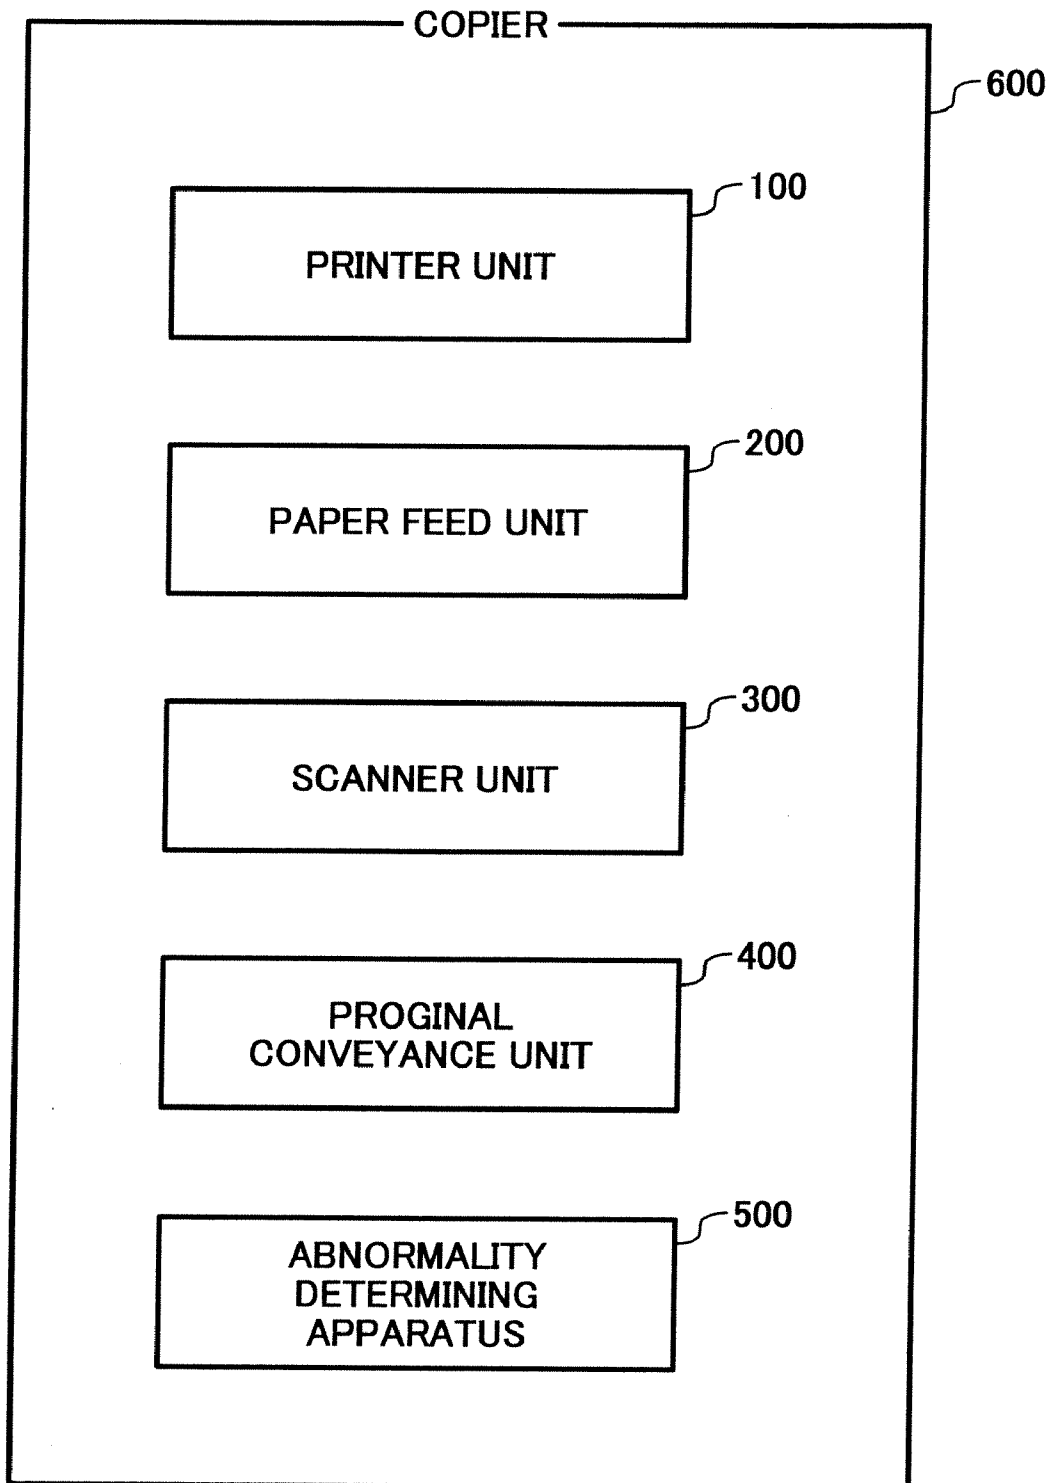 COPIER
600
100
PRINTER UNIT
200
PAPER FEED UNIT
300
SCANNER UNIT
400
PROGINAL
CONVEYANCE UNIT
500
ABNORMALITY
DETERMINING
APPARATUS